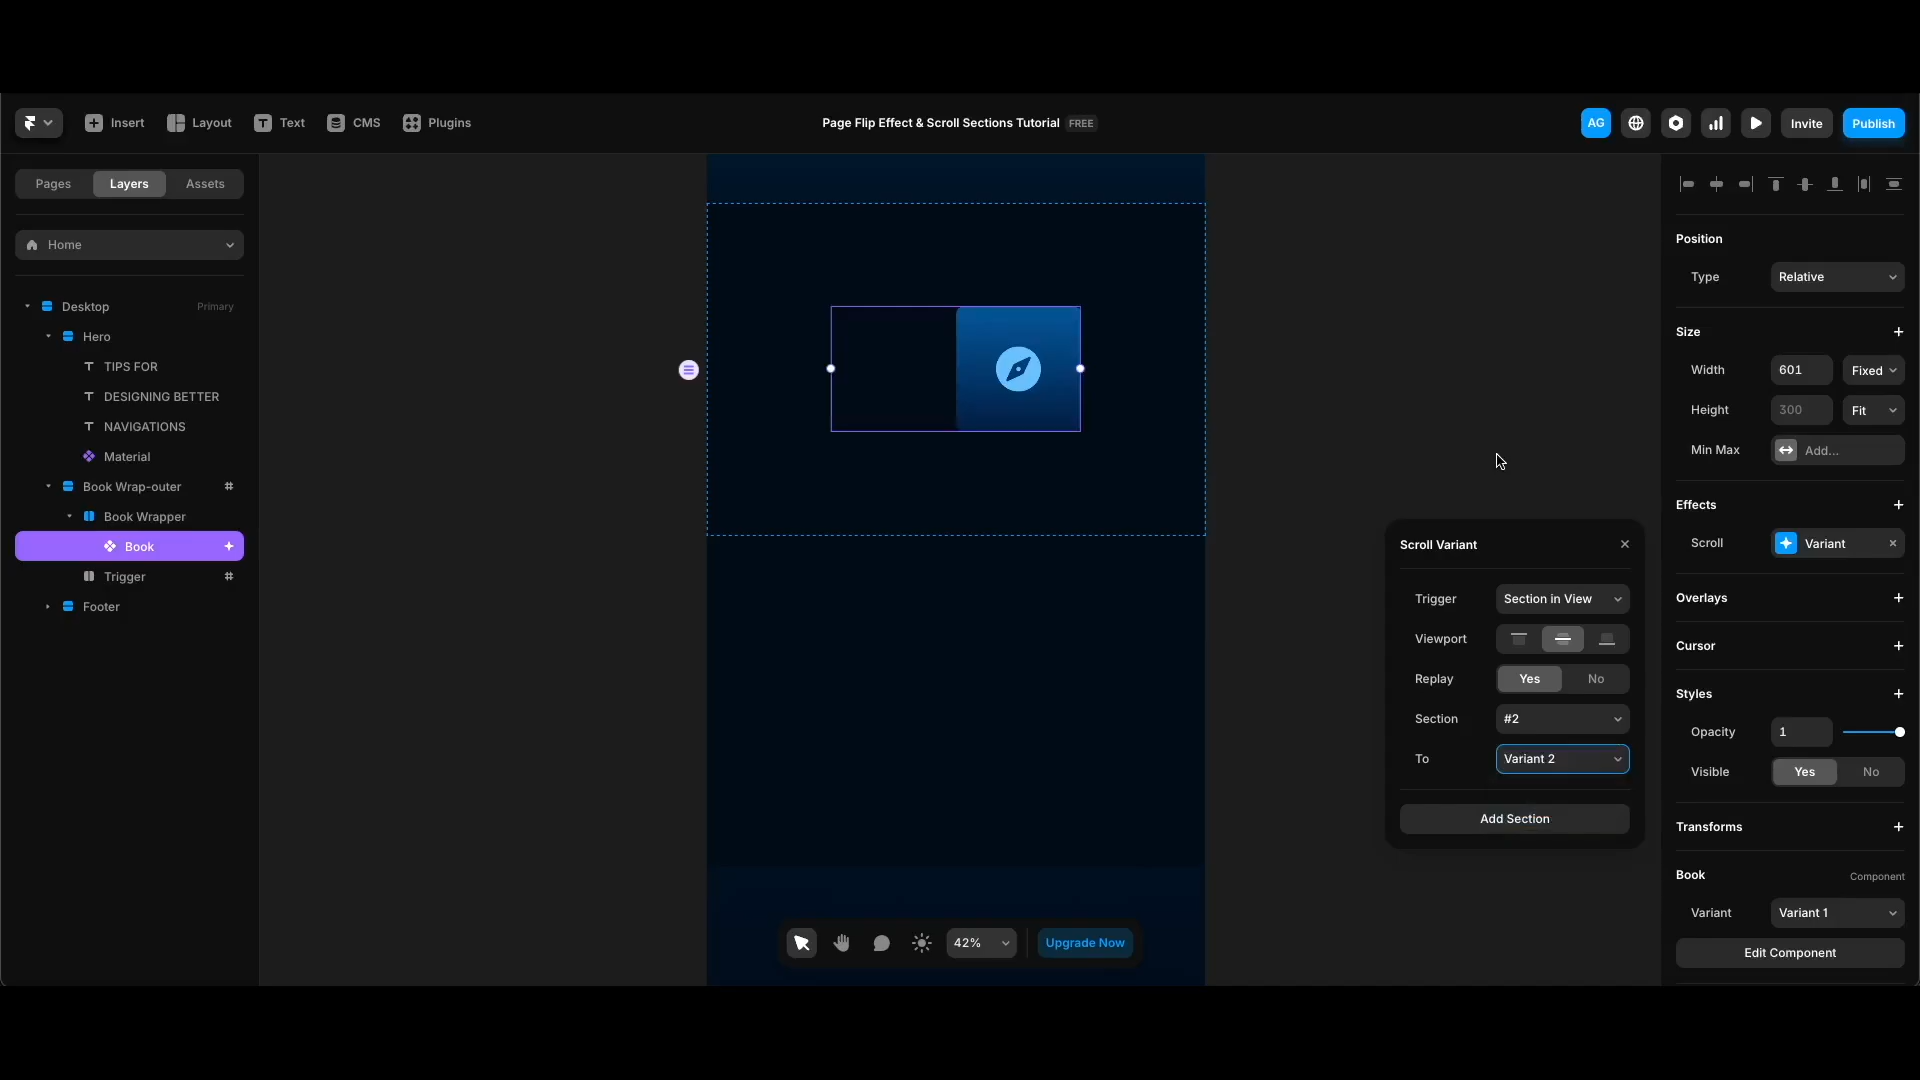 Insert
Layout
Text
CMS
Plugins
Page Flip Effect & Scroll Sections Tutorial FREE
AG
Invite
Publish
Pages
Layers
Assets
Home
Desktop Primary
Hero
TIPS FOR
DESIGNING BETTER
NAVIGATIONS
Material
Book Wrap-outer
Book Wrapper
Book
Trigger
Footer
42%
Upgrade Now
Scroll Variant
Trigger Section in View
Viewport
Replay Yes No
Section #2
To Variant 2
Add Section
Position
Type Relative
Size
Width 601 Fixed
Height 300 Fit
Min Max Add...
Effects
Scroll Variant
Overlays
Cursor
Styles
Opacity 1
Visible Yes No
Transforms
Book Component
Variant Variant 1
Edit Component